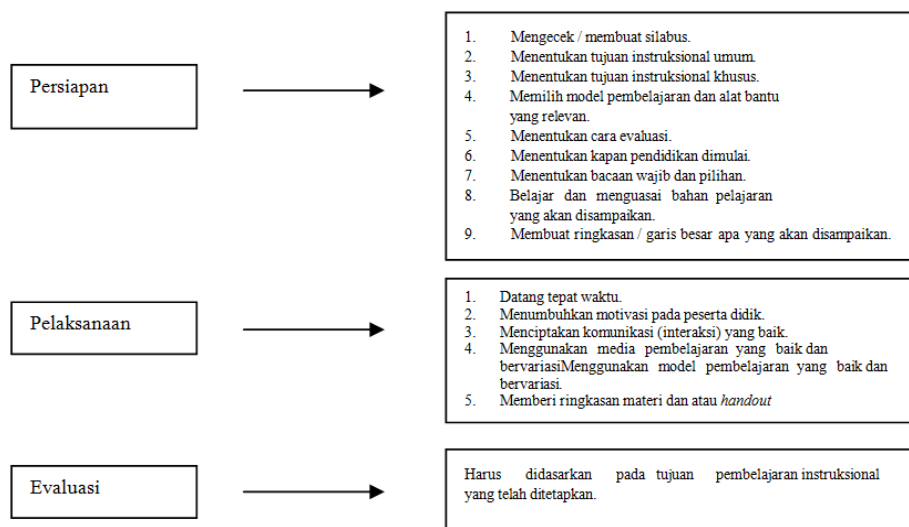 Persiapan
1. Mengecek / membuat silabus.
2. Menentukan tujuan instruksional umum.
3. Menentukan tujuan instruksional khusus.
4. Memilih model pembelajaran dan alat bantu
yang relevan.
5. Menentukan cara evaluasi.
6. Menentukan kapan pendidikan dimulai.
7. Menentukan bacaan wajib dan pilihan.
8. Belajar dan menguasai bahan pelajaran
yang akan disampaikan.
9. Membuat ringkasan / garis besar apa yang akan disampaikan.
Pelaksanaan
1. Datang tepat waktu.
2. Menumbuhkan motivasi pada peserta didik.
3. Menciptakan komunikasi (interaksi) yang baik.
4. Menggunakan media pembelajaran yang baik dan
bervariasiMenggunakan model pembelajaran yang baik dan
bervariasi.
5. Memberi ringkasan materi dan atau handout
Evaluasi
Harus didasarkan pada tujuan pembelajaran instruksional
yang telah ditetapkan.